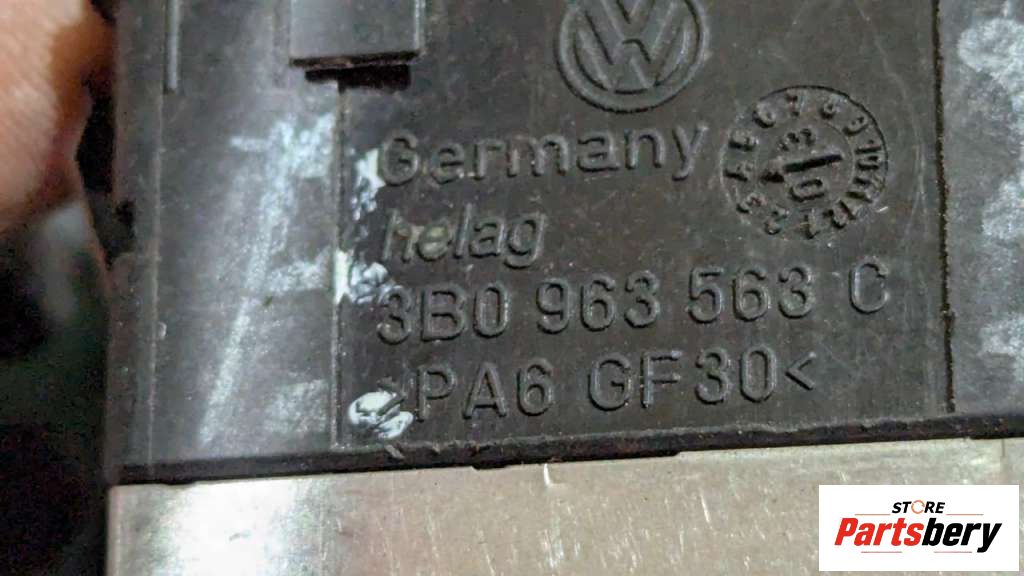 Germany
helag
3B0 963 563 C
>PA6 GF30<
STORE
Partsbery